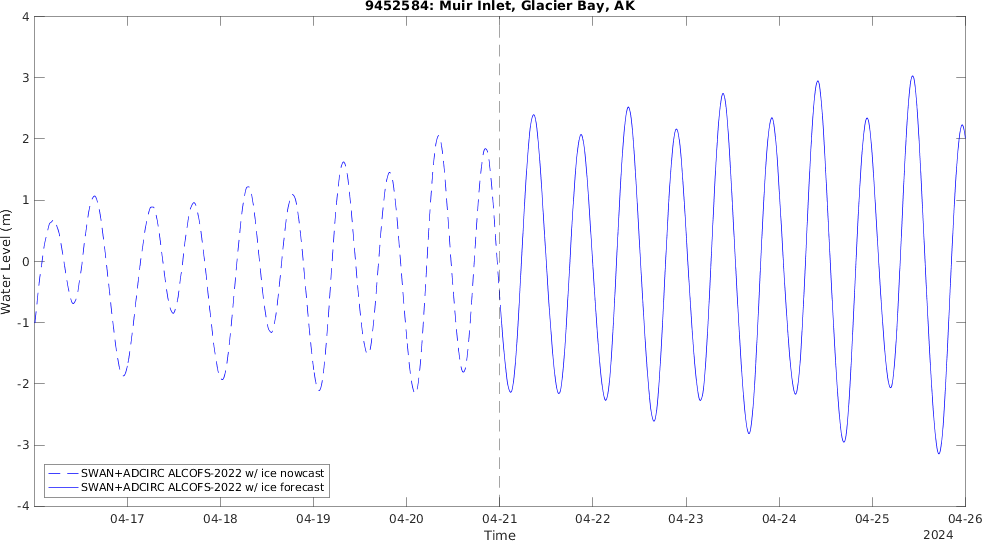 9452584: Muir Inlet, Glacier Bay, AK
4
3
2
1
0
-1
-2
-3
-4
Water Level (m)
SWAN+ADCIRC ALCOFS-2022 w/ ice nowcast
SWAN+ADCIRC ALCOFS-2022 w/ ice forecast
04-17 04-18 04-19 04-20 04-21 04-22 04-23 04-24 04-25 04-26
Time
2024